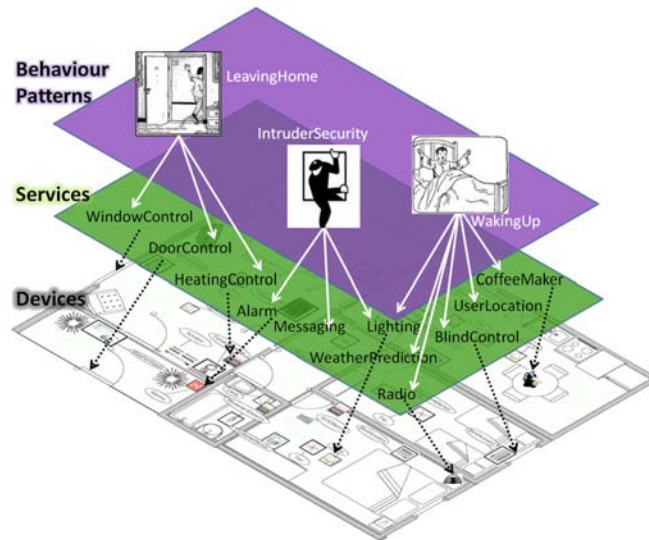 Behaviour
Patterns
LeavingHome
IntruderSecurity
WakingUp
Services
WindowControl
DoorControl
HeatingControl
Alarm
Messaging
Lighting
WeatherPrediction
Radio
CoffeeMaker
UserLocation
BlindControl
Devices